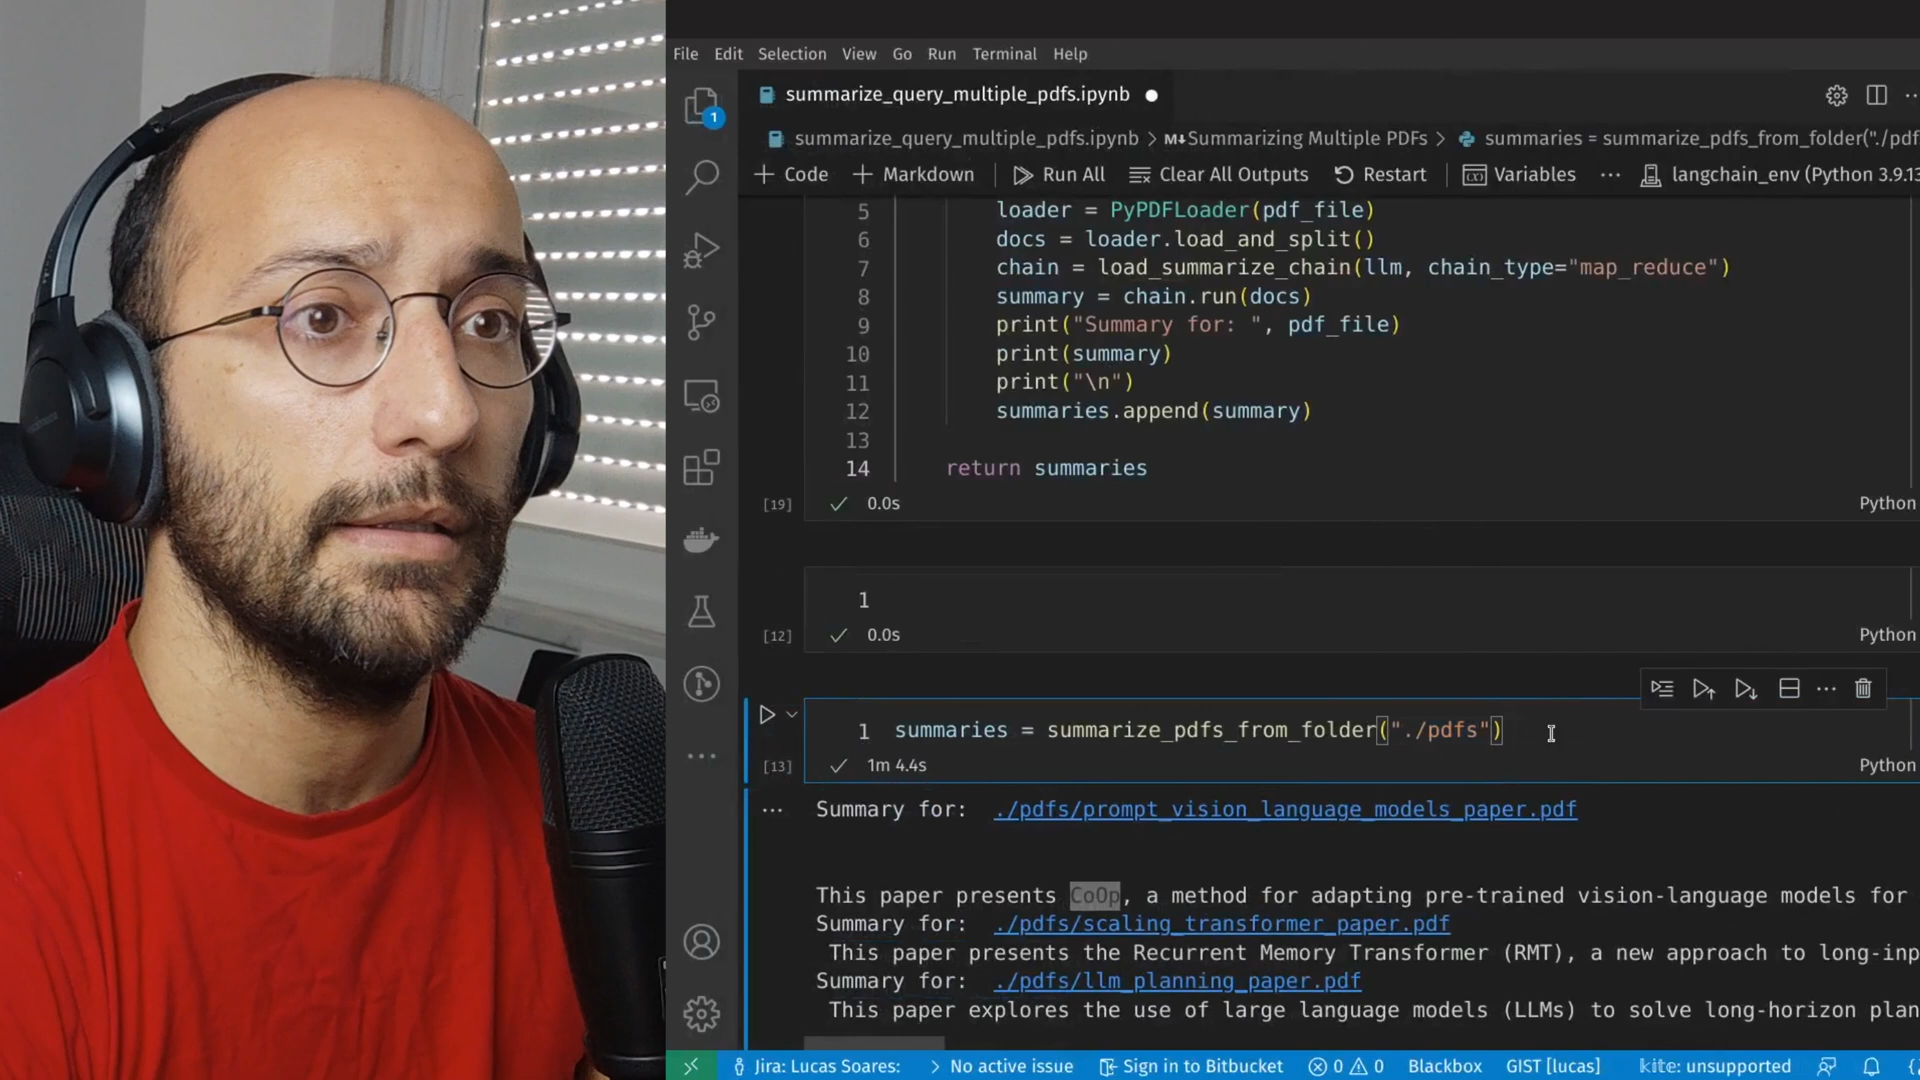 File Edit Selection View Go Run Terminal Help
summarize_query_multiple_pdfs.ipynb
1
summarize_query_multiple_pdfs.ipynb > M↓Summarizing Multiple PDFs > summaries = summarize_pdfs_from_folder("./pdfs
+ Code + Markdown Run All Clear All Outputs Restart Variables ... langchain_env (Python 3.9.13
5 loader = PyPDFLoader(pdf_file)
6 docs = loader.load_and_split()
7 chain = load_summarize_chain(llm, chain_type="map_reduce")
8 summary = chain.run(docs)
9 print("Summary for: ", pdf_file)
10 print(summary)
11 print("\n")
12 summaries.append(summary)
13
14 return summaries
[19] ✓ 0.0s Python
1
[12] ✓ 0.0s Python
1 summaries = summarize_pdfs_from_folder("./pdfs")
[13] ✓ 1m 4.4s Python
... Summary for: ./pdfs/prompt_vision_language_models_paper.pdf
This paper presents CoOp, a method for adapting pre-trained vision-language models for
Summary for: ./pdfs/scaling_transformer_paper.pdf
This paper presents the Recurrent Memory Transformer (RMT), a new approach to long-inp
Summary for: ./pdfs/llm_planning_paper.pdf
This paper explores the use of large language models (LLMs) to solve long-horizon plan
Jira: Lucas Soares: > No active issue Sign in to Bitbucket 0 0 Blackbox GIST [lucas] kite: unsupported